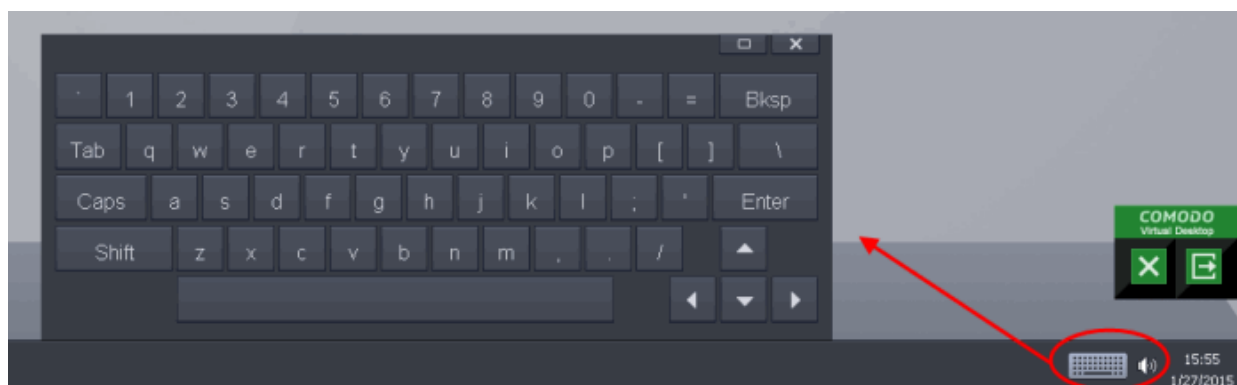 ` 1 2 3 4 5 6 7 8 9 0 - = Bksp
Tab q w e r t y u i o p [ ] \
Caps a s d f g h j k l ; ' Enter
Shift z x c v b n m , . /
COMODO
Virtual Desktop
15:55
1/27/2015